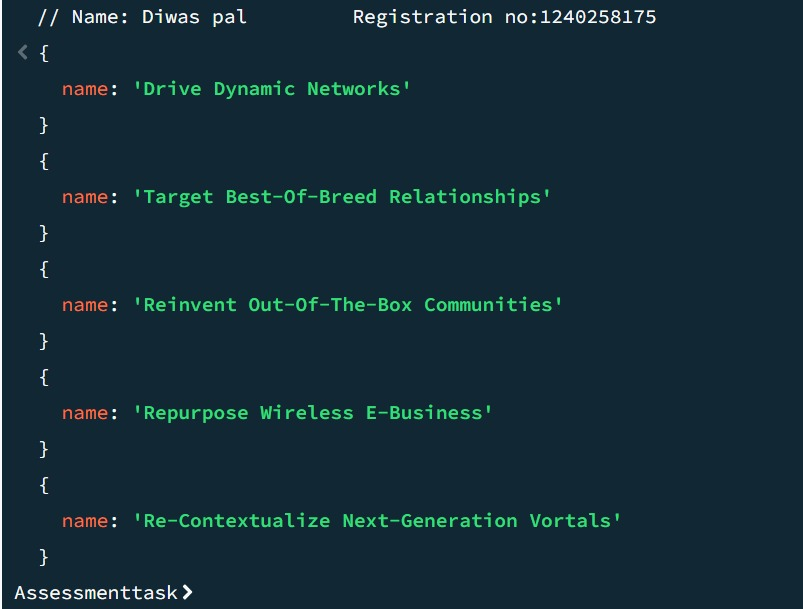 // Name: Diwas pal         Registration no:1240258175
{
  name: 'Drive Dynamic Networks'
}
{
  name: 'Target Best-Of-Breed Relationships'
}
{
  name: 'Reinvent Out-Of-The-Box Communities'
}
{
  name: 'Repurpose Wireless E-Business'
}
{
  name: 'Re-Contextualize Next-Generation Vortals'
}
Assessmenttask>